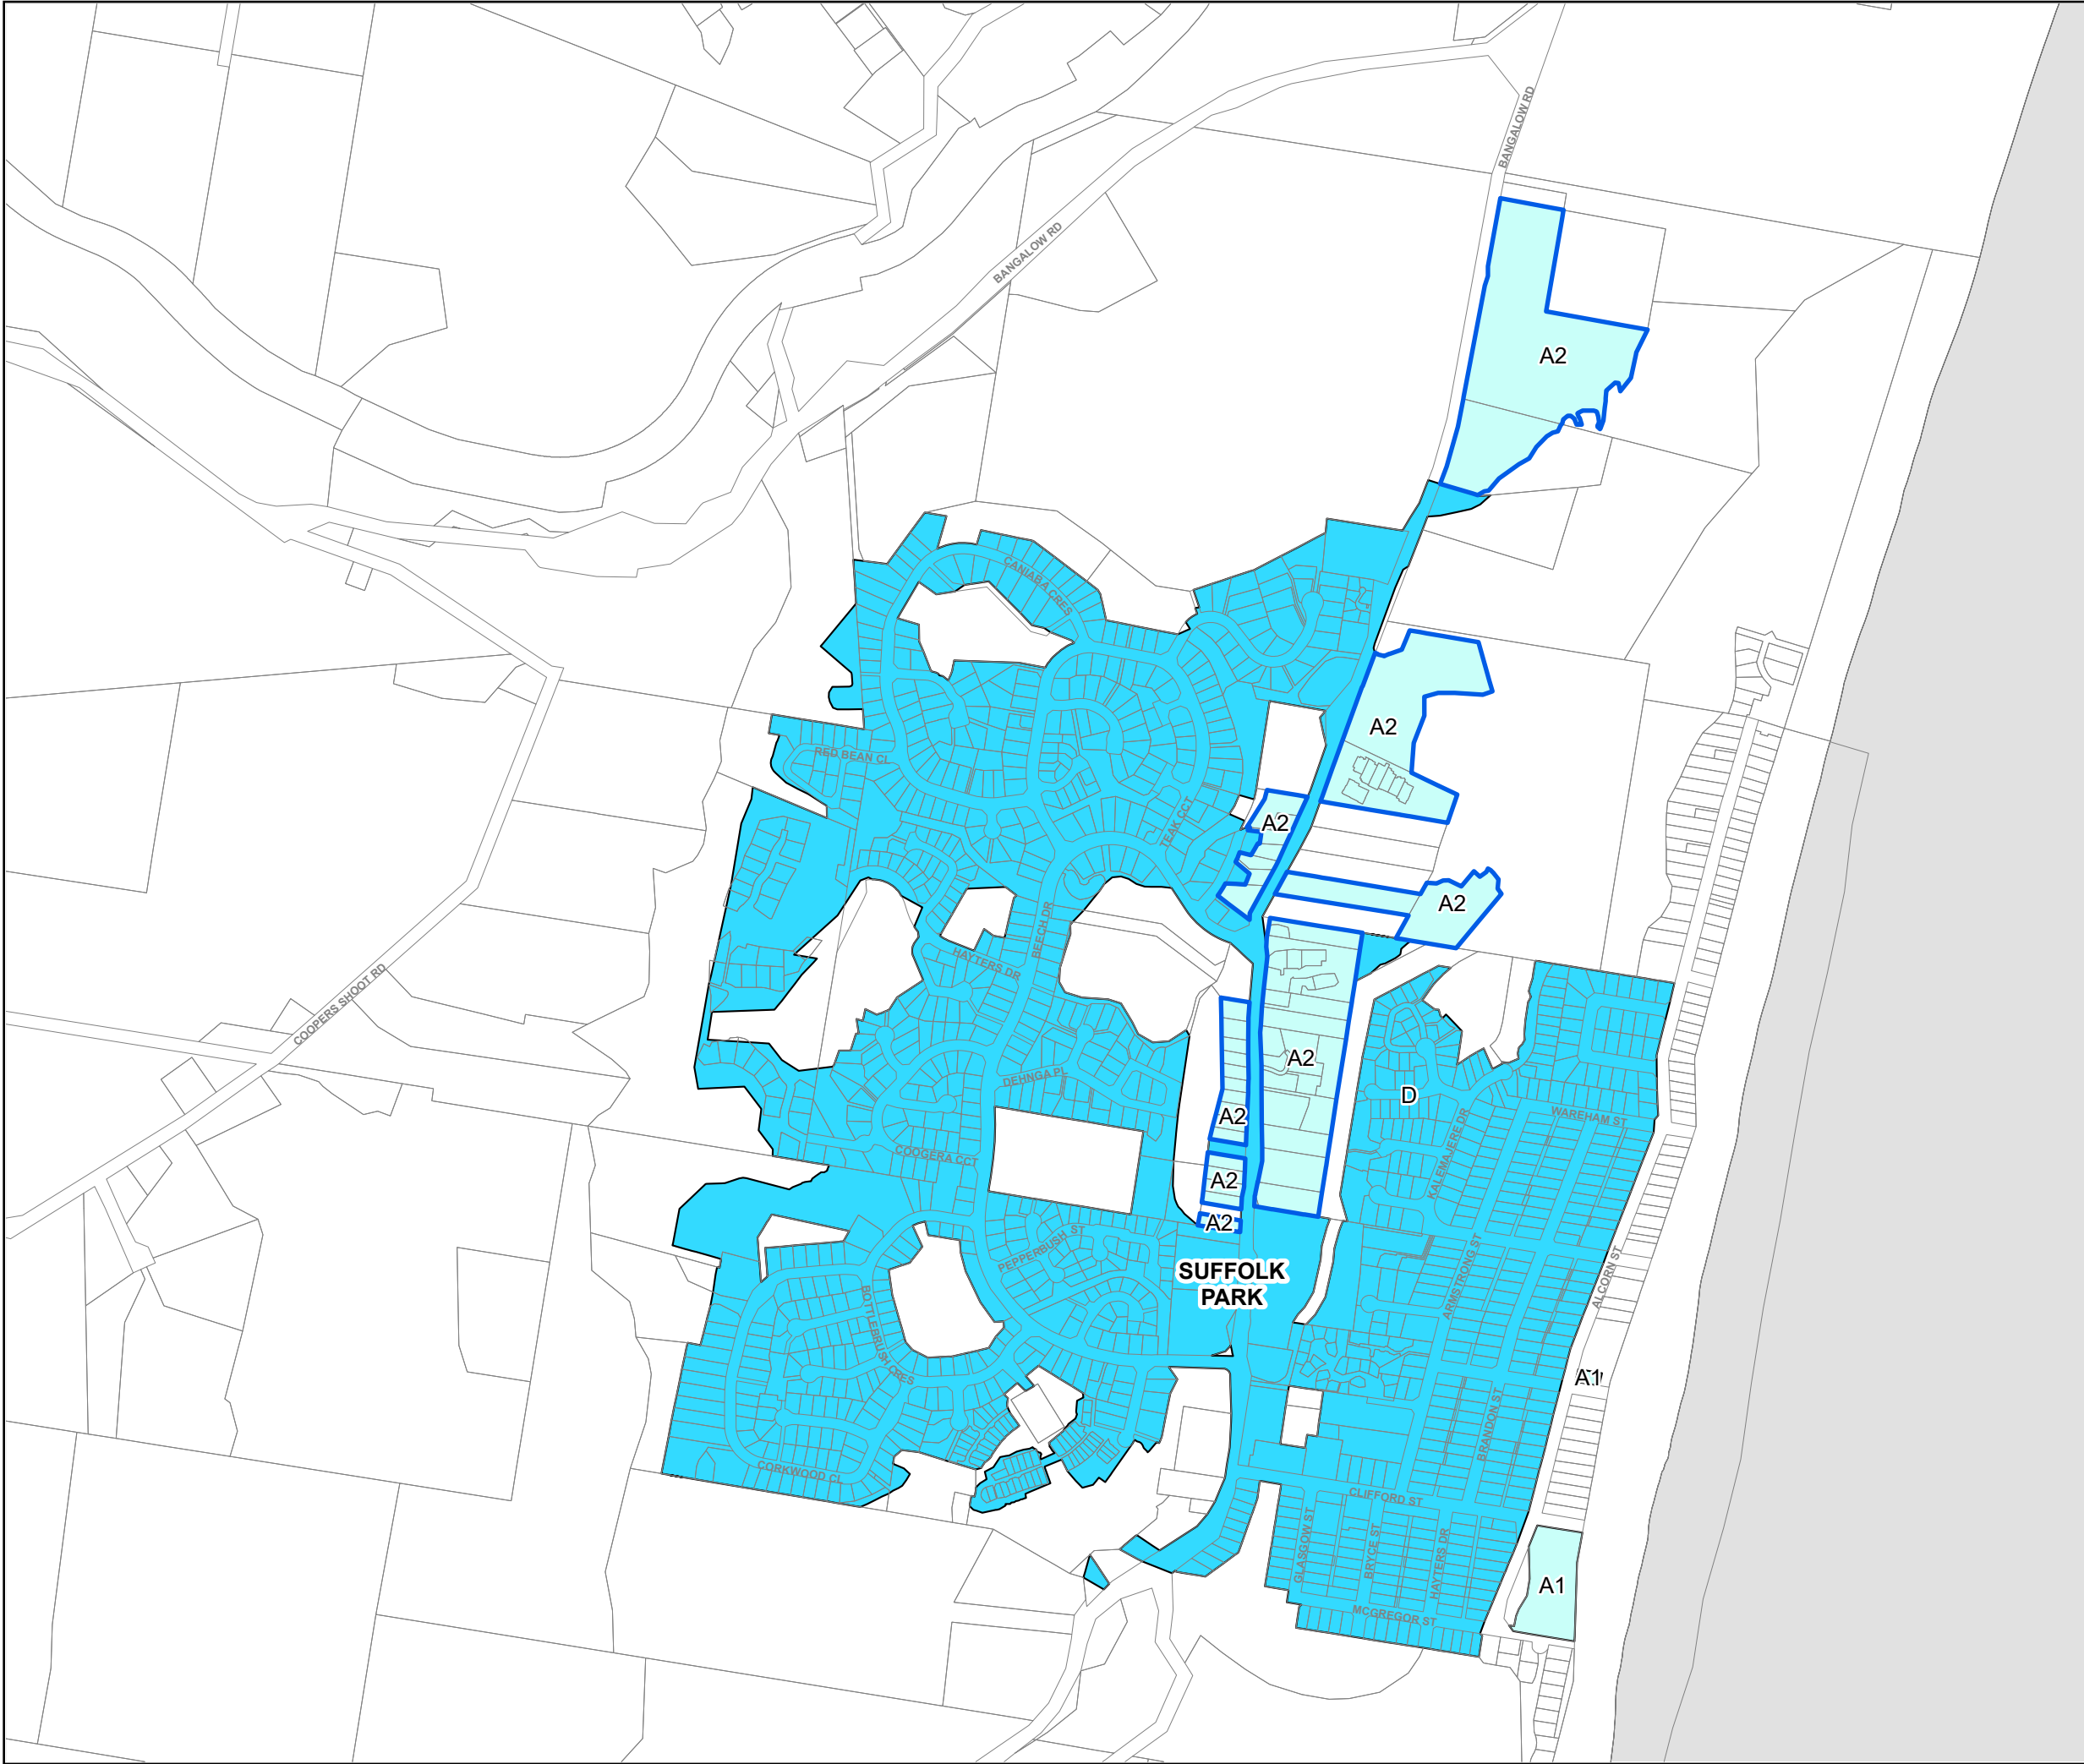 BANGALOW RD
BANGALOW RD
A2
CANIABA CRES
A2
RED BEAN CL
TEAK CCT
A2
A2
BEECH DR
HAYTERS DR
COOPERS SHOOT RD
A2
DEHNGA PL
D
A2
WAREHAM ST
KALEMAJERE DR
COOGERA CCT
A2
A2
PEPPERBUSH ST
SUFFOLK
PARK
ARMSTRONG ST
ALCORN ST
BOTTLEBRUSH CRES
A1
BRANDON ST
CORKWOOD CL
CLIFFORD ST
GLASGOW ST
BRYCE ST
HAYTERS DR
A1
MCGREGOR ST